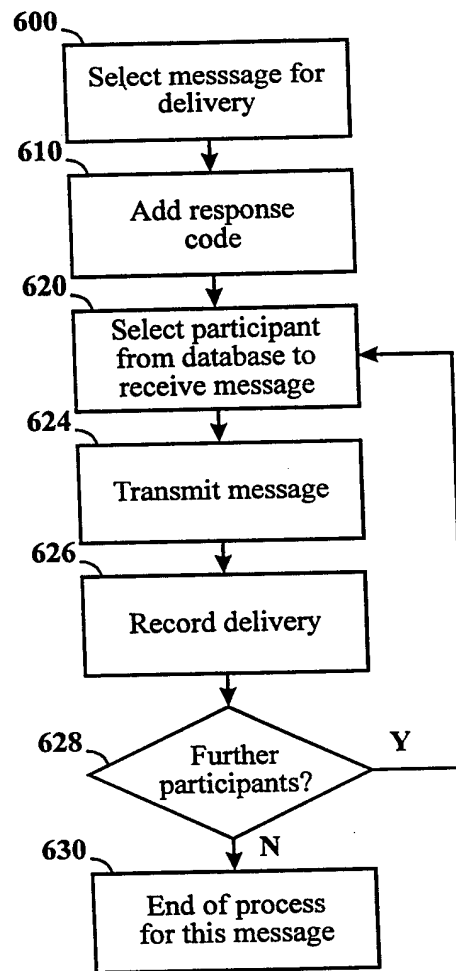 600
Select messsage for
delivery
610
Add response
code
620
Select participant
from database to
receive message
624
Transmit message
626
Record delivery
628
Further
participants?
Y
N
630
End of process
for this message